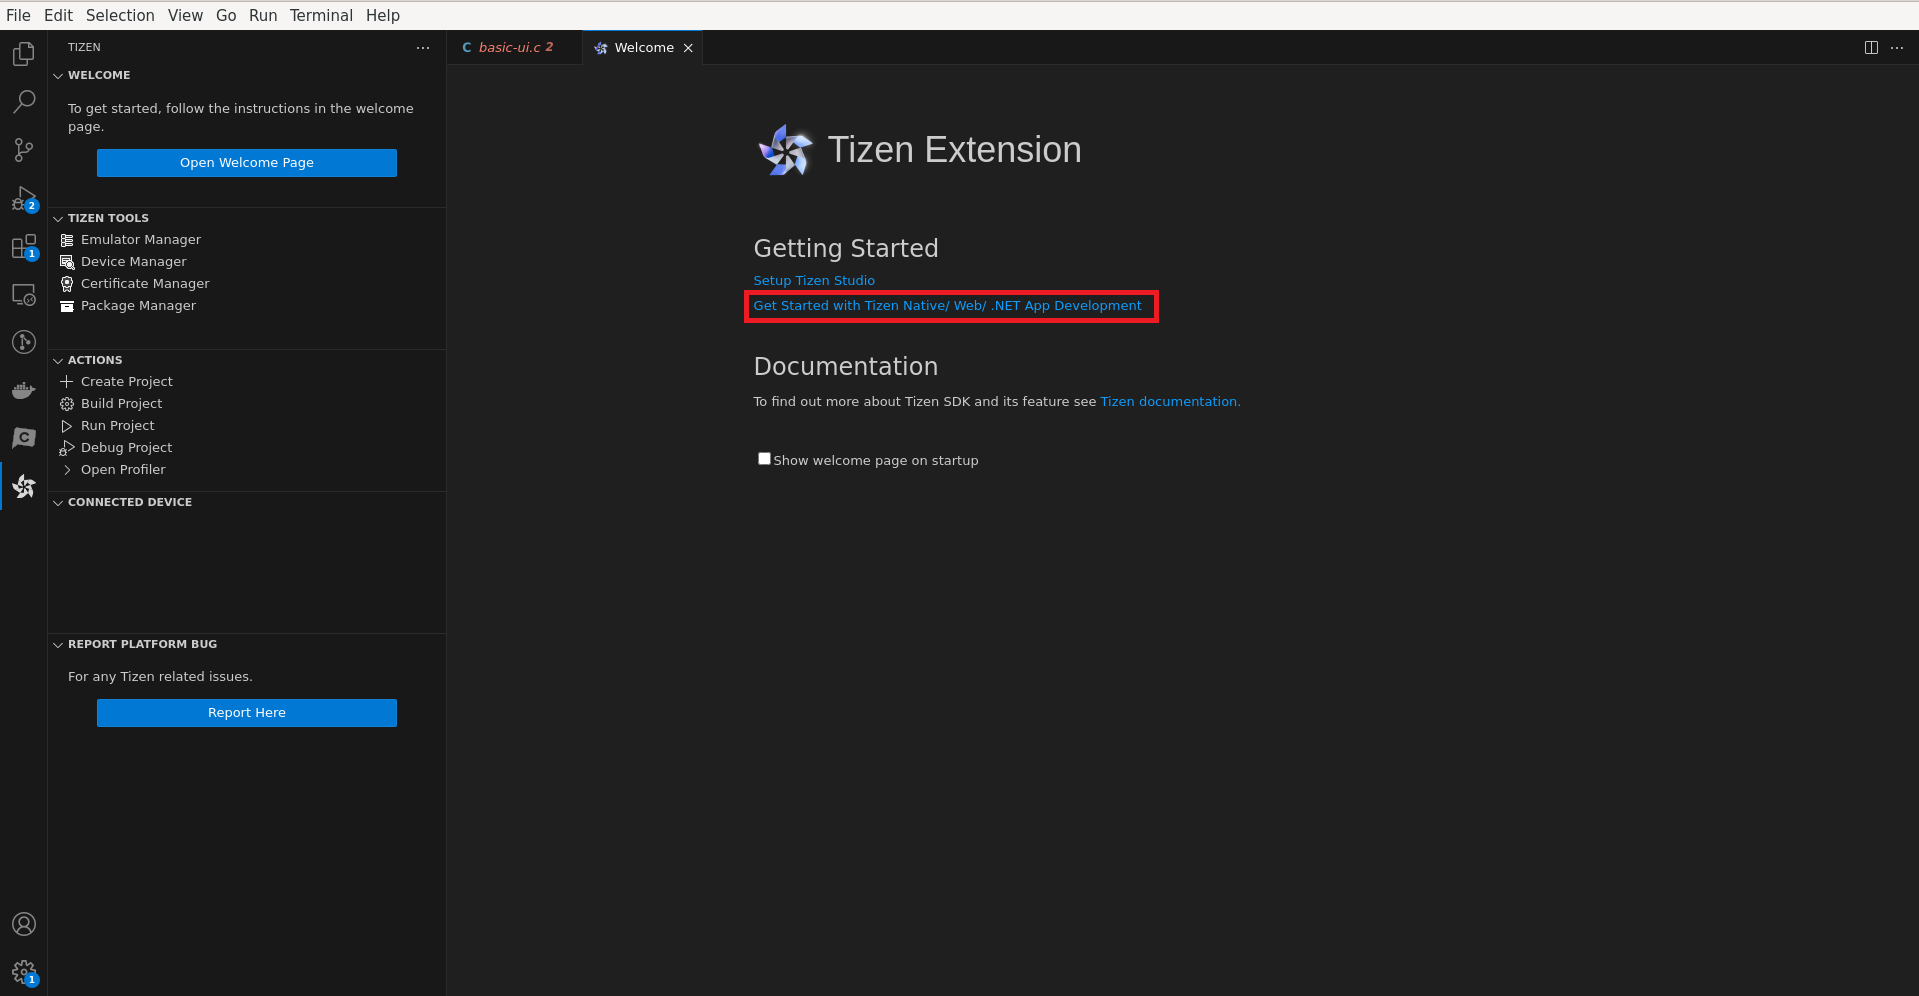 File Edit Selection View Go Run Terminal Help
TIZEN
WELCOME
To get started, follow the instructions in the welcome
page.
Open Welcome Page
TIZEN TOOLS
Emulator Manager
Device Manager
Certificate Manager
Package Manager
ACTIONS
Create Project
Build Project
Run Project
Debug Project
Open Profiler
CONNECTED DEVICE
REPORT PLATFORM BUG
For any Tizen related issues.
Report Here
2
1
C
1
C basic-ui.c 2
Welcome
Tizen Extension
Getting Started
Setup Tizen Studio
Get Started with Tizen Native/ Web/ .NET App Development
Documentation
To find out more about Tizen SDK and its feature see Tizen documentation.
Show welcome page on startup